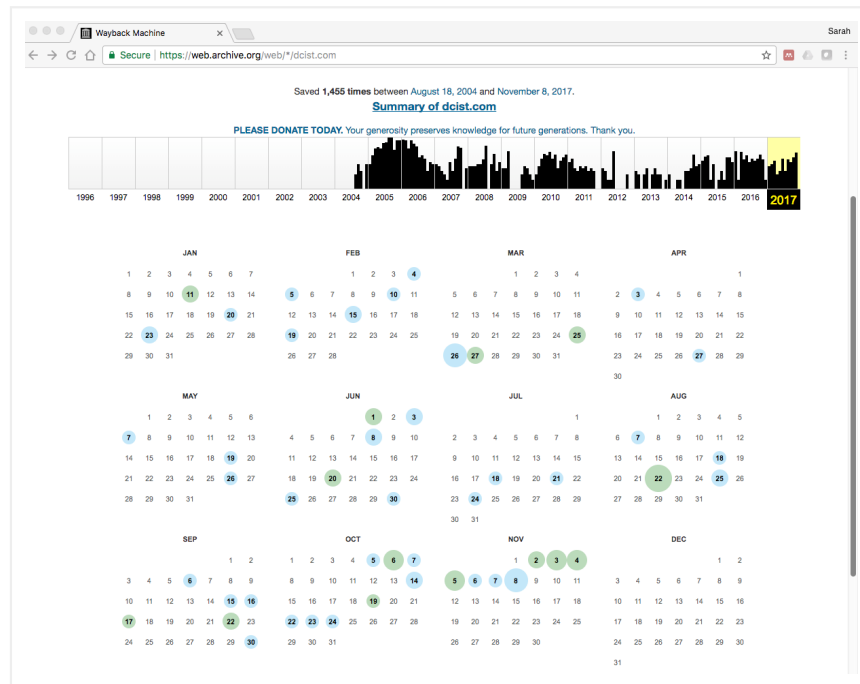 Wayback Machine
Sarah
Secure https://web.archive.org/web/*/dcist.com
Saved 1,455 times between August 18, 2004 and November 8, 2017.
Summary of dcist.com
PLEASE DONATE TODAY. Your generosity preserves knowledge for future generations. Thank you.
1996 1997 1998 1999 2000 2001 2002 2003 2004 2005 2006 2007 2008 2009 2010 2011 2012 2013 2014 2015 2016 2017
JAN
1 2 3 4 5 6 7
8 9 10 11 12 13 14
15 16 17 18 19 20 21
22 23 24 25 26 27 28
29 30 31
FEB
1 2 3 4
5 6 7 8 9 10 11
12 13 14 15 16 17 18
19 20 21 22 23 24 25
26 27 28
MAR
1 2 3 4
5 6 7 8 9 10 11
12 13 14 15 16 17 18
19 20 21 22 23 24 25
26 27 28 29 30 31
APR
1
2 3 4 5 6 7 8
9 10 11 12 13 14 15
16 17 18 19 20 21 22
23 24 25 26 27 28 29
30
MAY
1 2 3 4 5 6
7 8 9 10 11 12 13
14 15 16 17 18 19 20
21 22 23 24 25 26 27
28 29 30 31
JUN
1 2 3
4 5 6 7 8 9 10
11 12 13 14 15 16 17
18 19 20 21 22 23 24
25 26 27 28 29 30
JUL
1
2 3 4 5 6 7 8
9 10 11 12 13 14 15
16 17 18 19 20 21 22
23 24 25 26 27 28 29
30 31
AUG
1 2 3 4 5
6 7 8 9 10 11 12
13 14 15 16 17 18 19
20 21 22 23 24 25 26
27 28 29 30 31
SEP
1 2
3 4 5 6 7 8 9
10 11 12 13 14 15 16
17 18 19 20 21 22 23
24 25 26 27 28 29 30
OCT
1 2 3 4 5 6 7
8 9 10 11 12 13 14
15 16 17 18 19 20 21
22 23 24 25 26 27 28
29 30 31
NOV
1 2 3 4
5 6 7 8 9 10 11
12 13 14 15 16 17 18
19 20 21 22 23 24 25
26 27 28 29 30
DEC
1 2
3 4 5 6 7 8 9
10 11 12 13 14 15 16
17 18 19 20 21 22 23
24 25 26 27 28 29 30
31